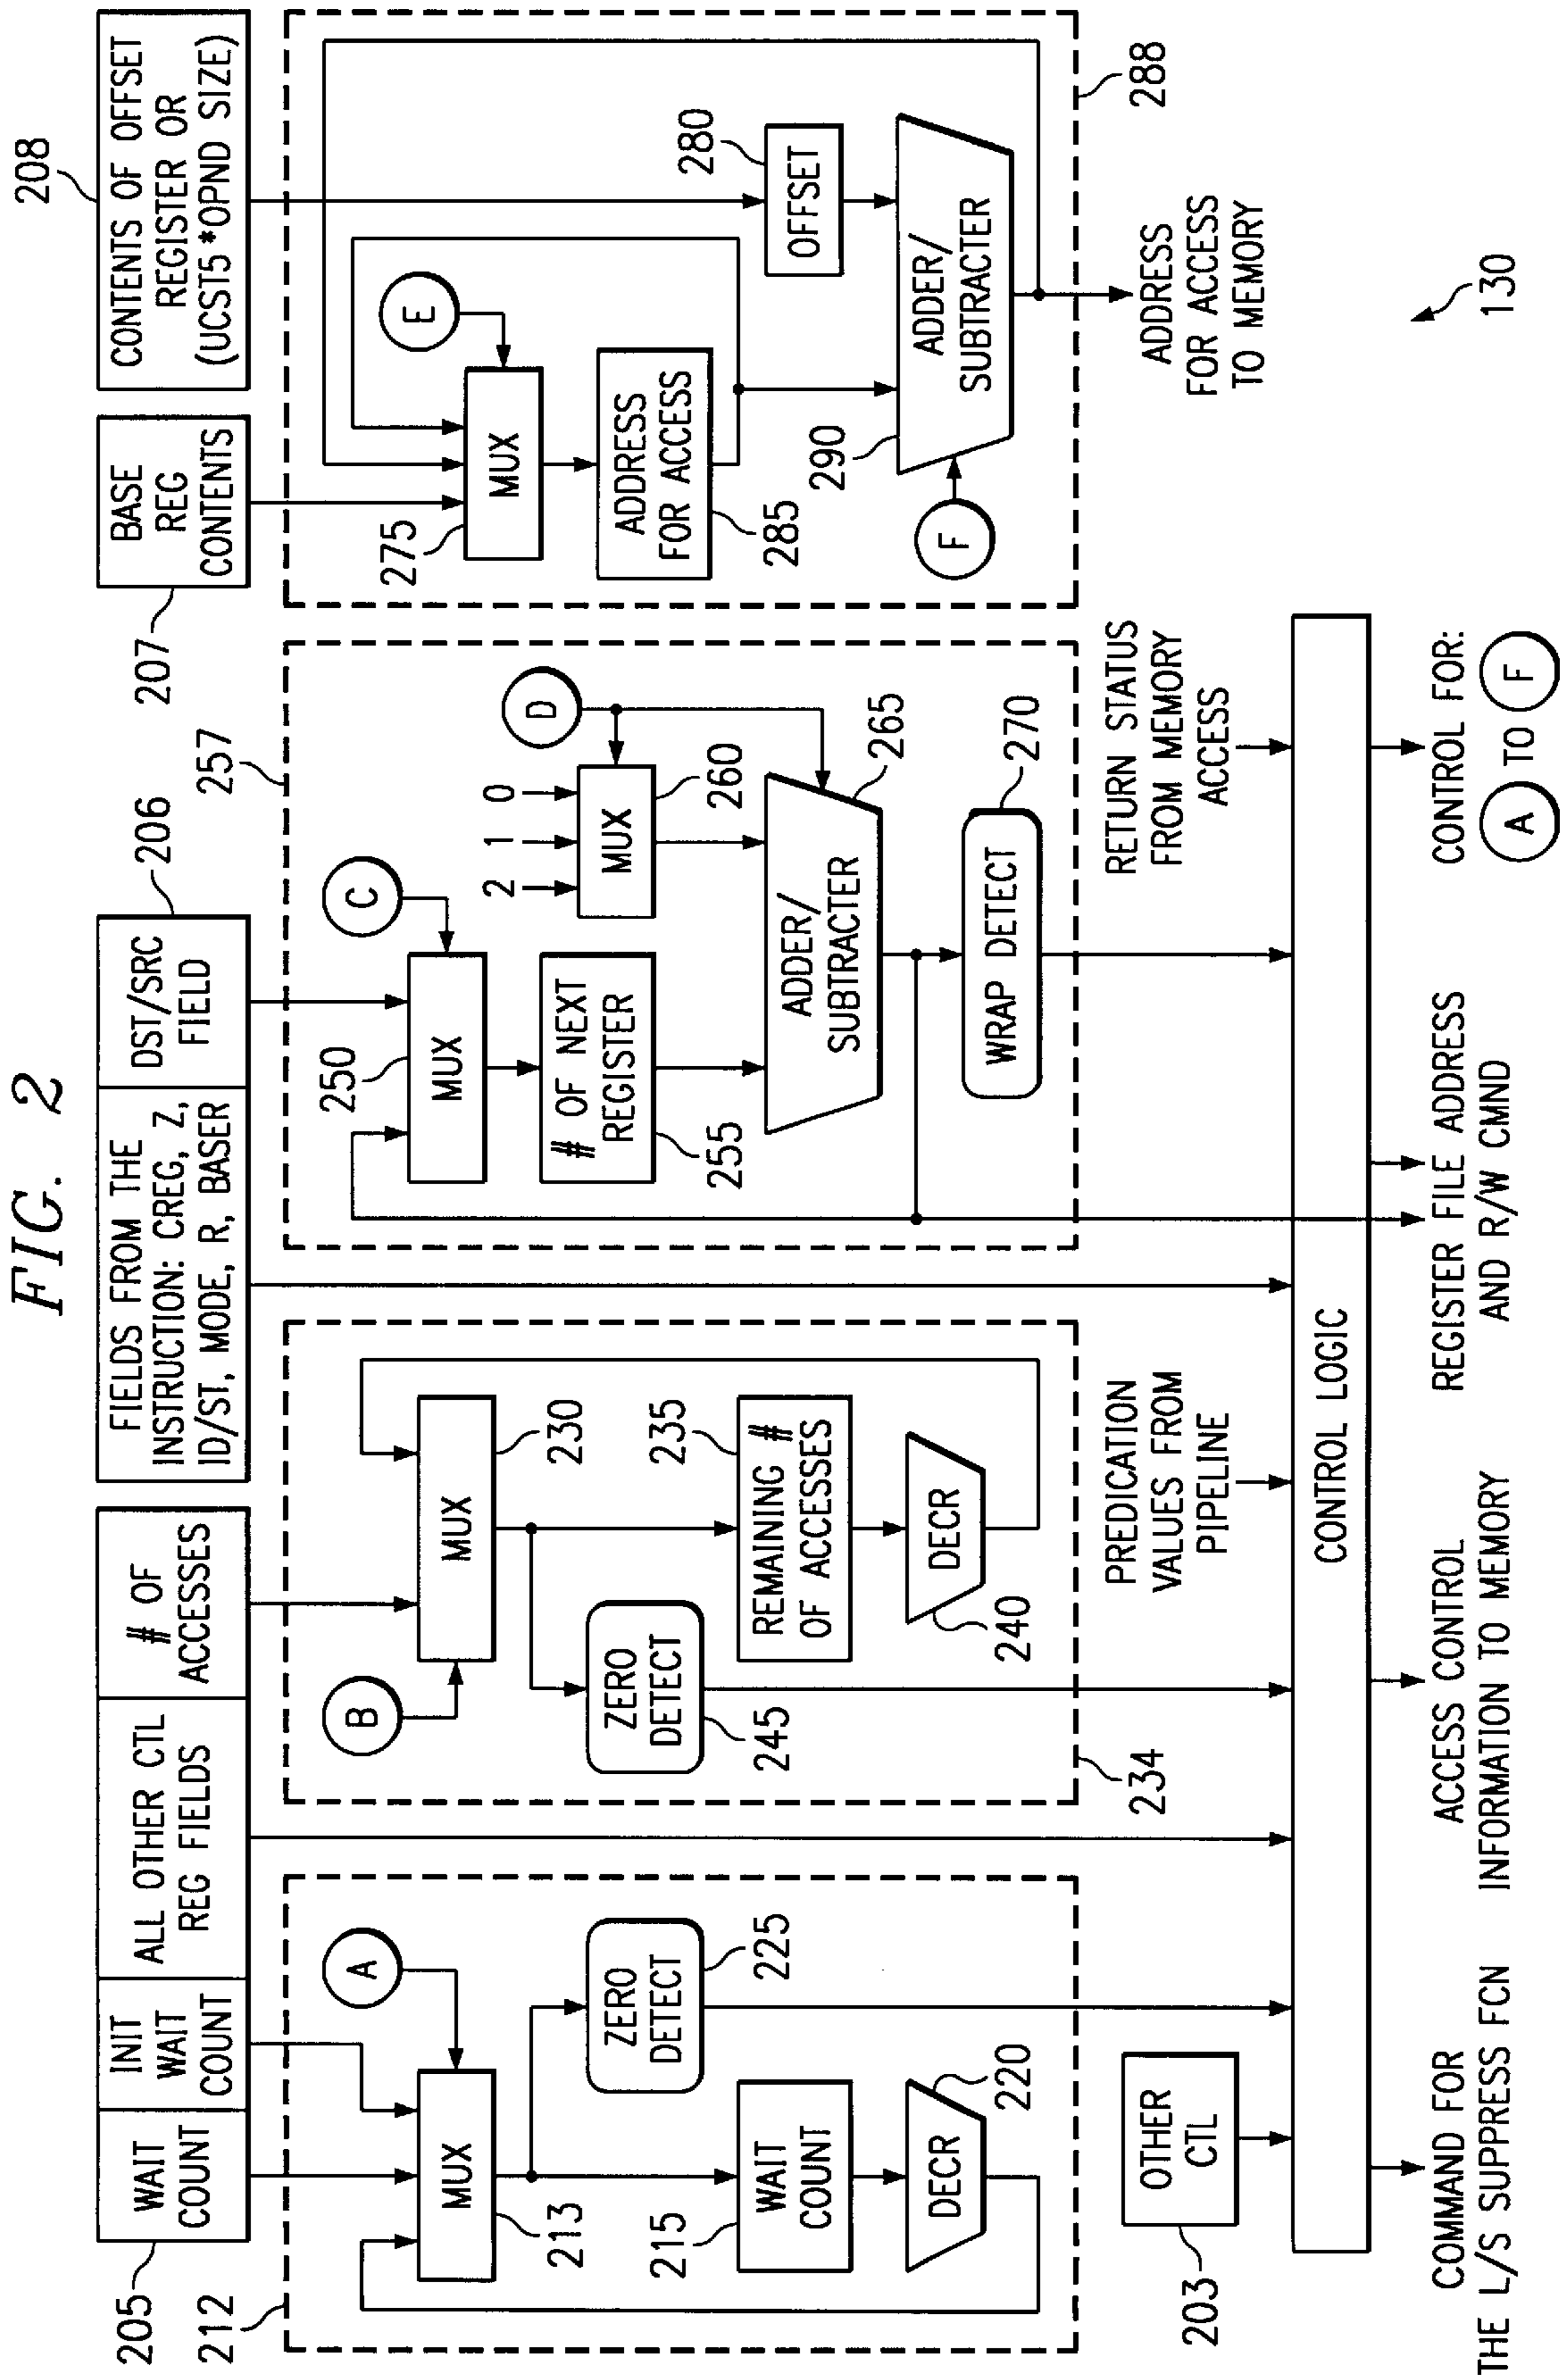 FIG. 2
205
WAIT
COUNT
INIT
WAIT
COUNT
ALL OTHER CTL
REG FIELDS
# OF
ACCESSES
FIELDS FROM THE
INSTRUCTION: CREG, Z,
ID/ST, MODE, R, BASER
DST/SRC
FIELD
206
207
BASE
REG
CONTENTS
208
CONTENTS OF OFFSET
REGISTER OR
(UCST5*OPND SIZE)
212
A
MUX
213
ZERO
DETECT
225
215
WAIT
COUNT
DECR
220
203
OTHER
CTL
B
MUX
230
ZERO
DETECT
245
235
REMAINING #
OF ACCESSES
DECR
240
234
PREDICATION
VALUES FROM
PIPELINE
257
C
250
MUX
# OF NEXT
REGISTER
255
D
2
1
0
MUX
260
ADDER/
SUBTRACTER
265
WRAP DETECT
270
RETURN STATUS
FROM MEMORY
ACCESS
E
275
MUX
ADDRESS
FOR ACCESS
285
OFFSET
280
290
F
ADDER/
SUBTRACTER
288
ADDRESS
FOR ACCESS
TO MEMORY
CONTROL LOGIC
COMMAND FOR
THE L/S SUPPRESS FCN
ACCESS CONTROL
INFORMATION TO MEMORY
REGISTER FILE ADDRESS
AND R/W CMND
CONTROL FOR:
A TO F
130